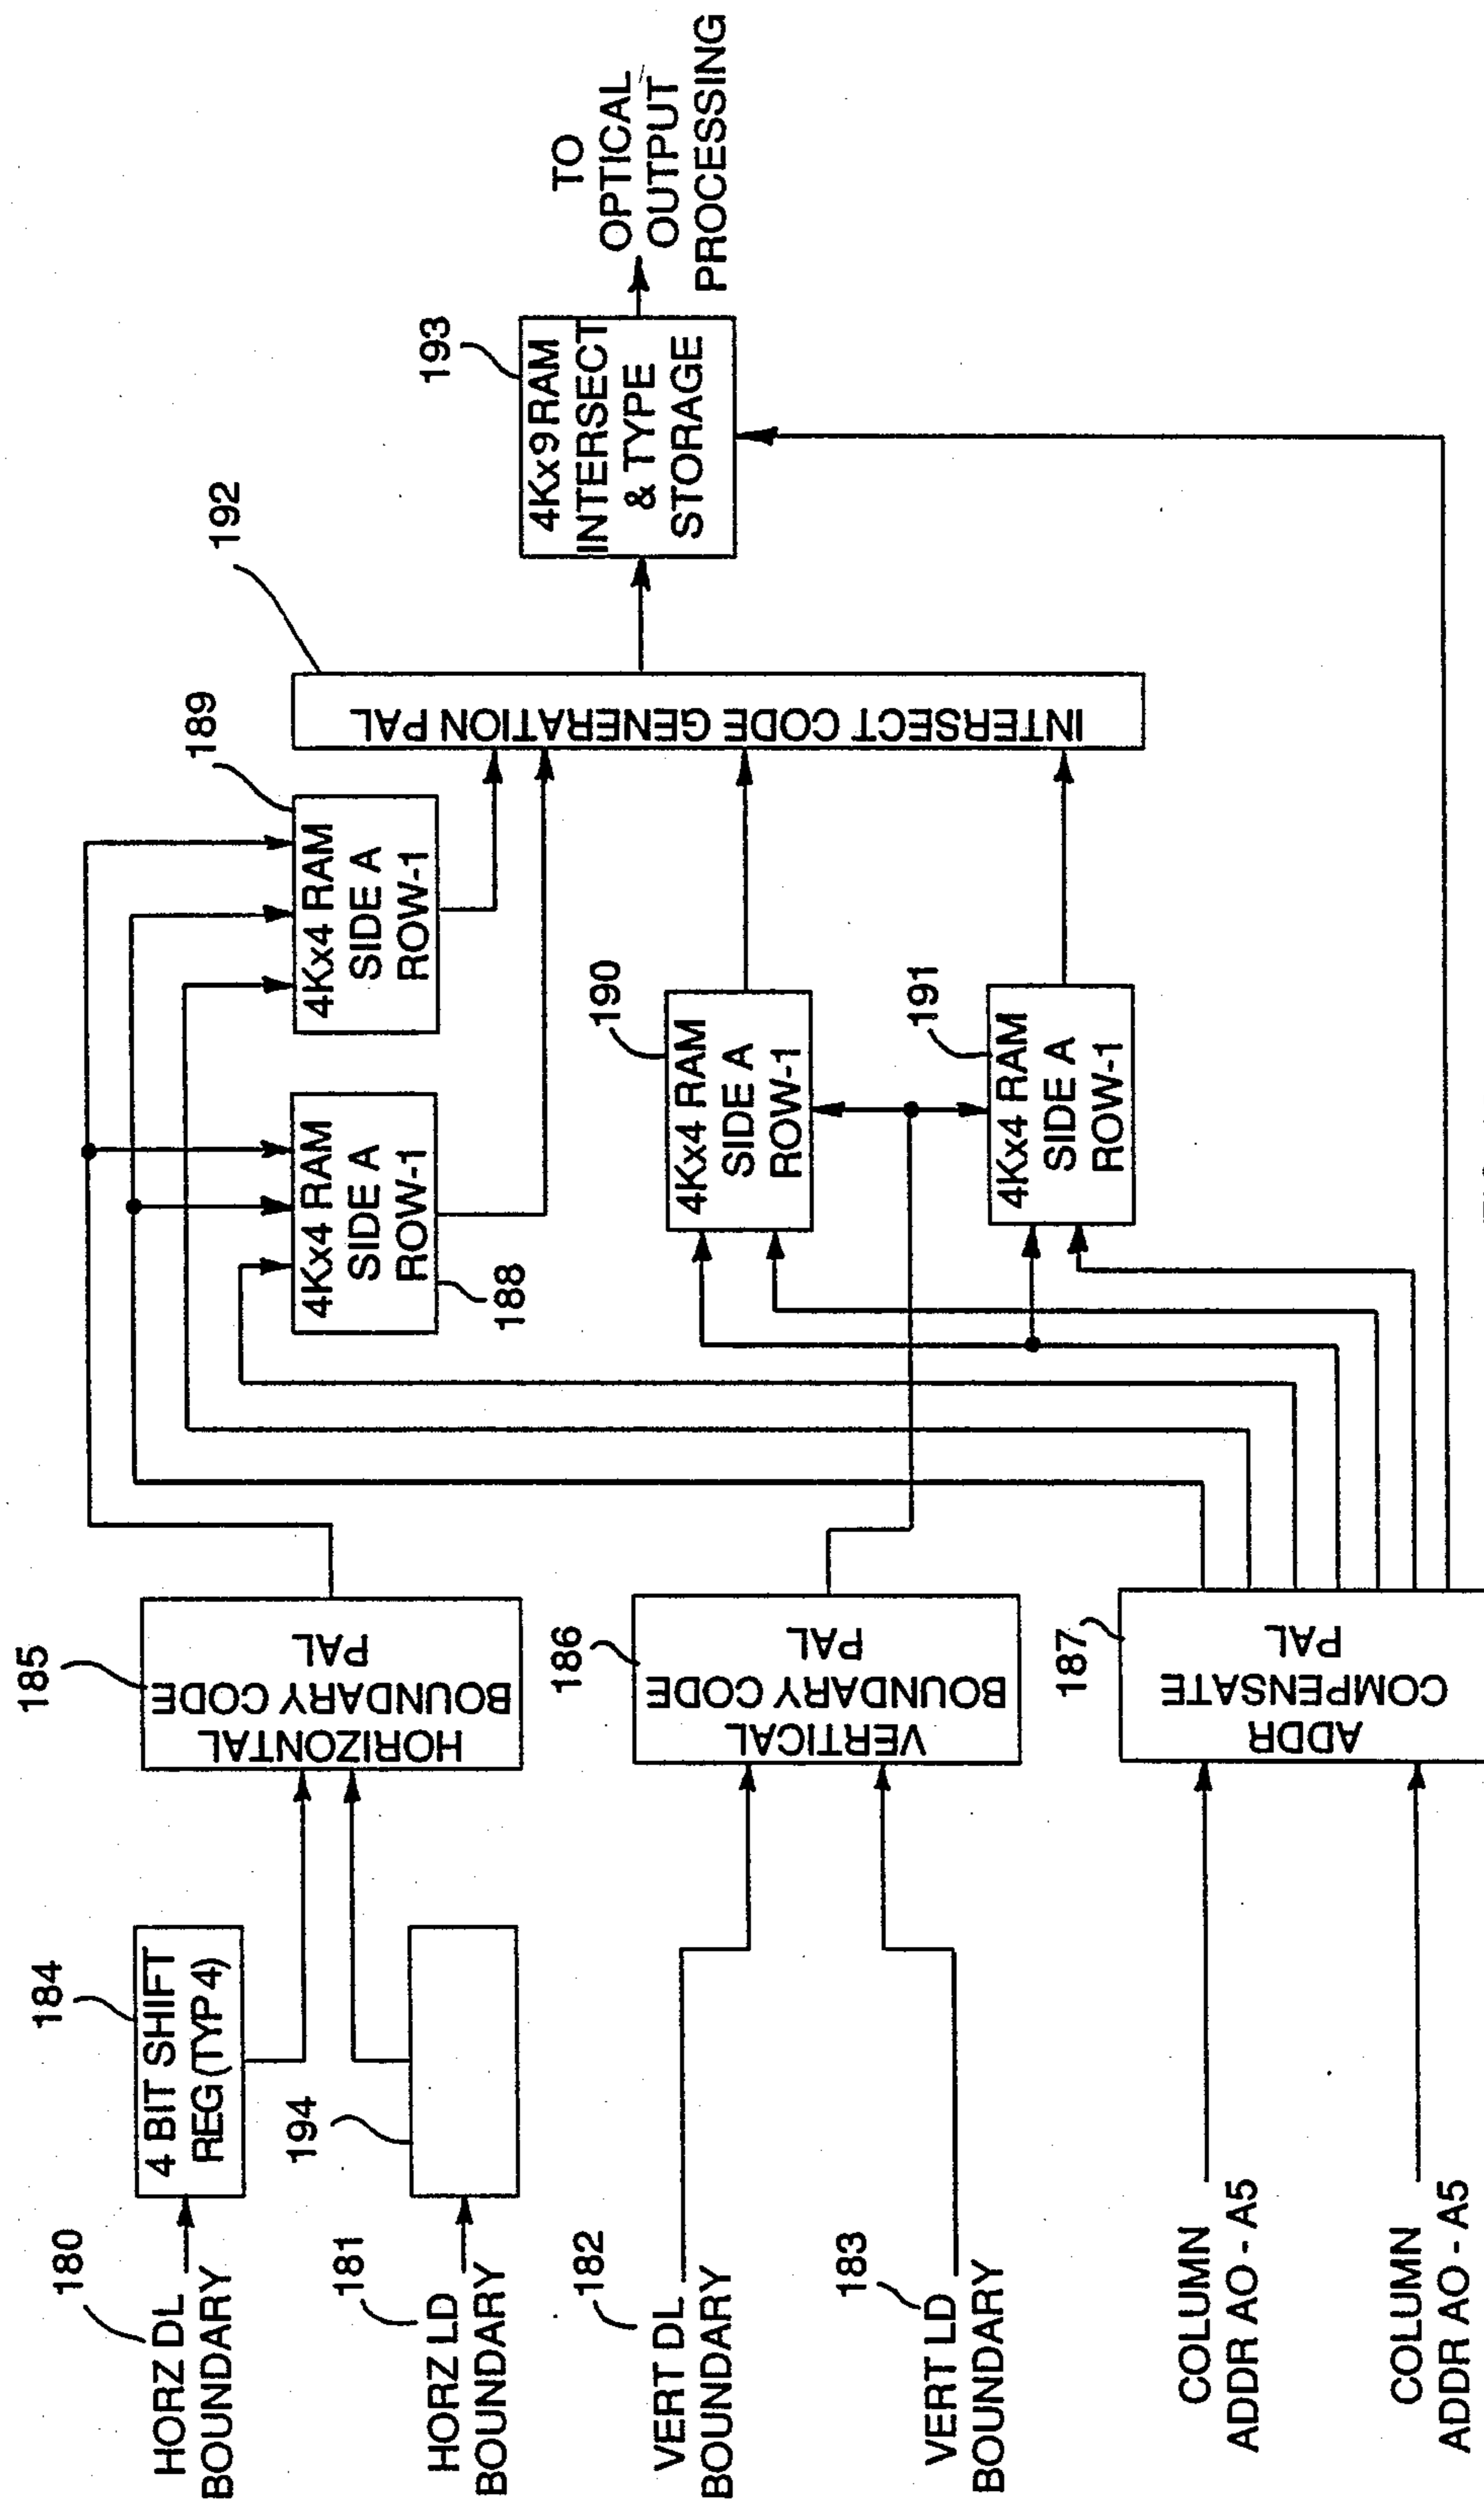 180
HORZ DL
BOUNDARY
184
4 BIT SHIFT
REG (TYP 4)
181
HORZ LD
BOUNDARY
194
182
VERT DL
BOUNDARY
183
VERT LD
BOUNDARY
COLUMN
ADDR AO - A5
COLUMN
ADDR AO - A5
185
HORIZONTAL
BOUNDARY CODE
PAL
186
VERTICAL
BOUNDARY CODE
PAL
187
ADDR
COMPENSATE
PAL
188
4Kx4 RAM
SIDE A
ROW-1
189
4Kx4 RAM
SIDE A
ROW-1
190
4Kx4 RAM
SIDE A
ROW-1
191
4Kx4 RAM
SIDE A
ROW-1
192
INTERSECT CODE GENERATION PAL
193
4Kx9 RAM
INTERSECT
& TYPE
STORAGE
TO
OPTICAL
OUTPUT
PROCESSING